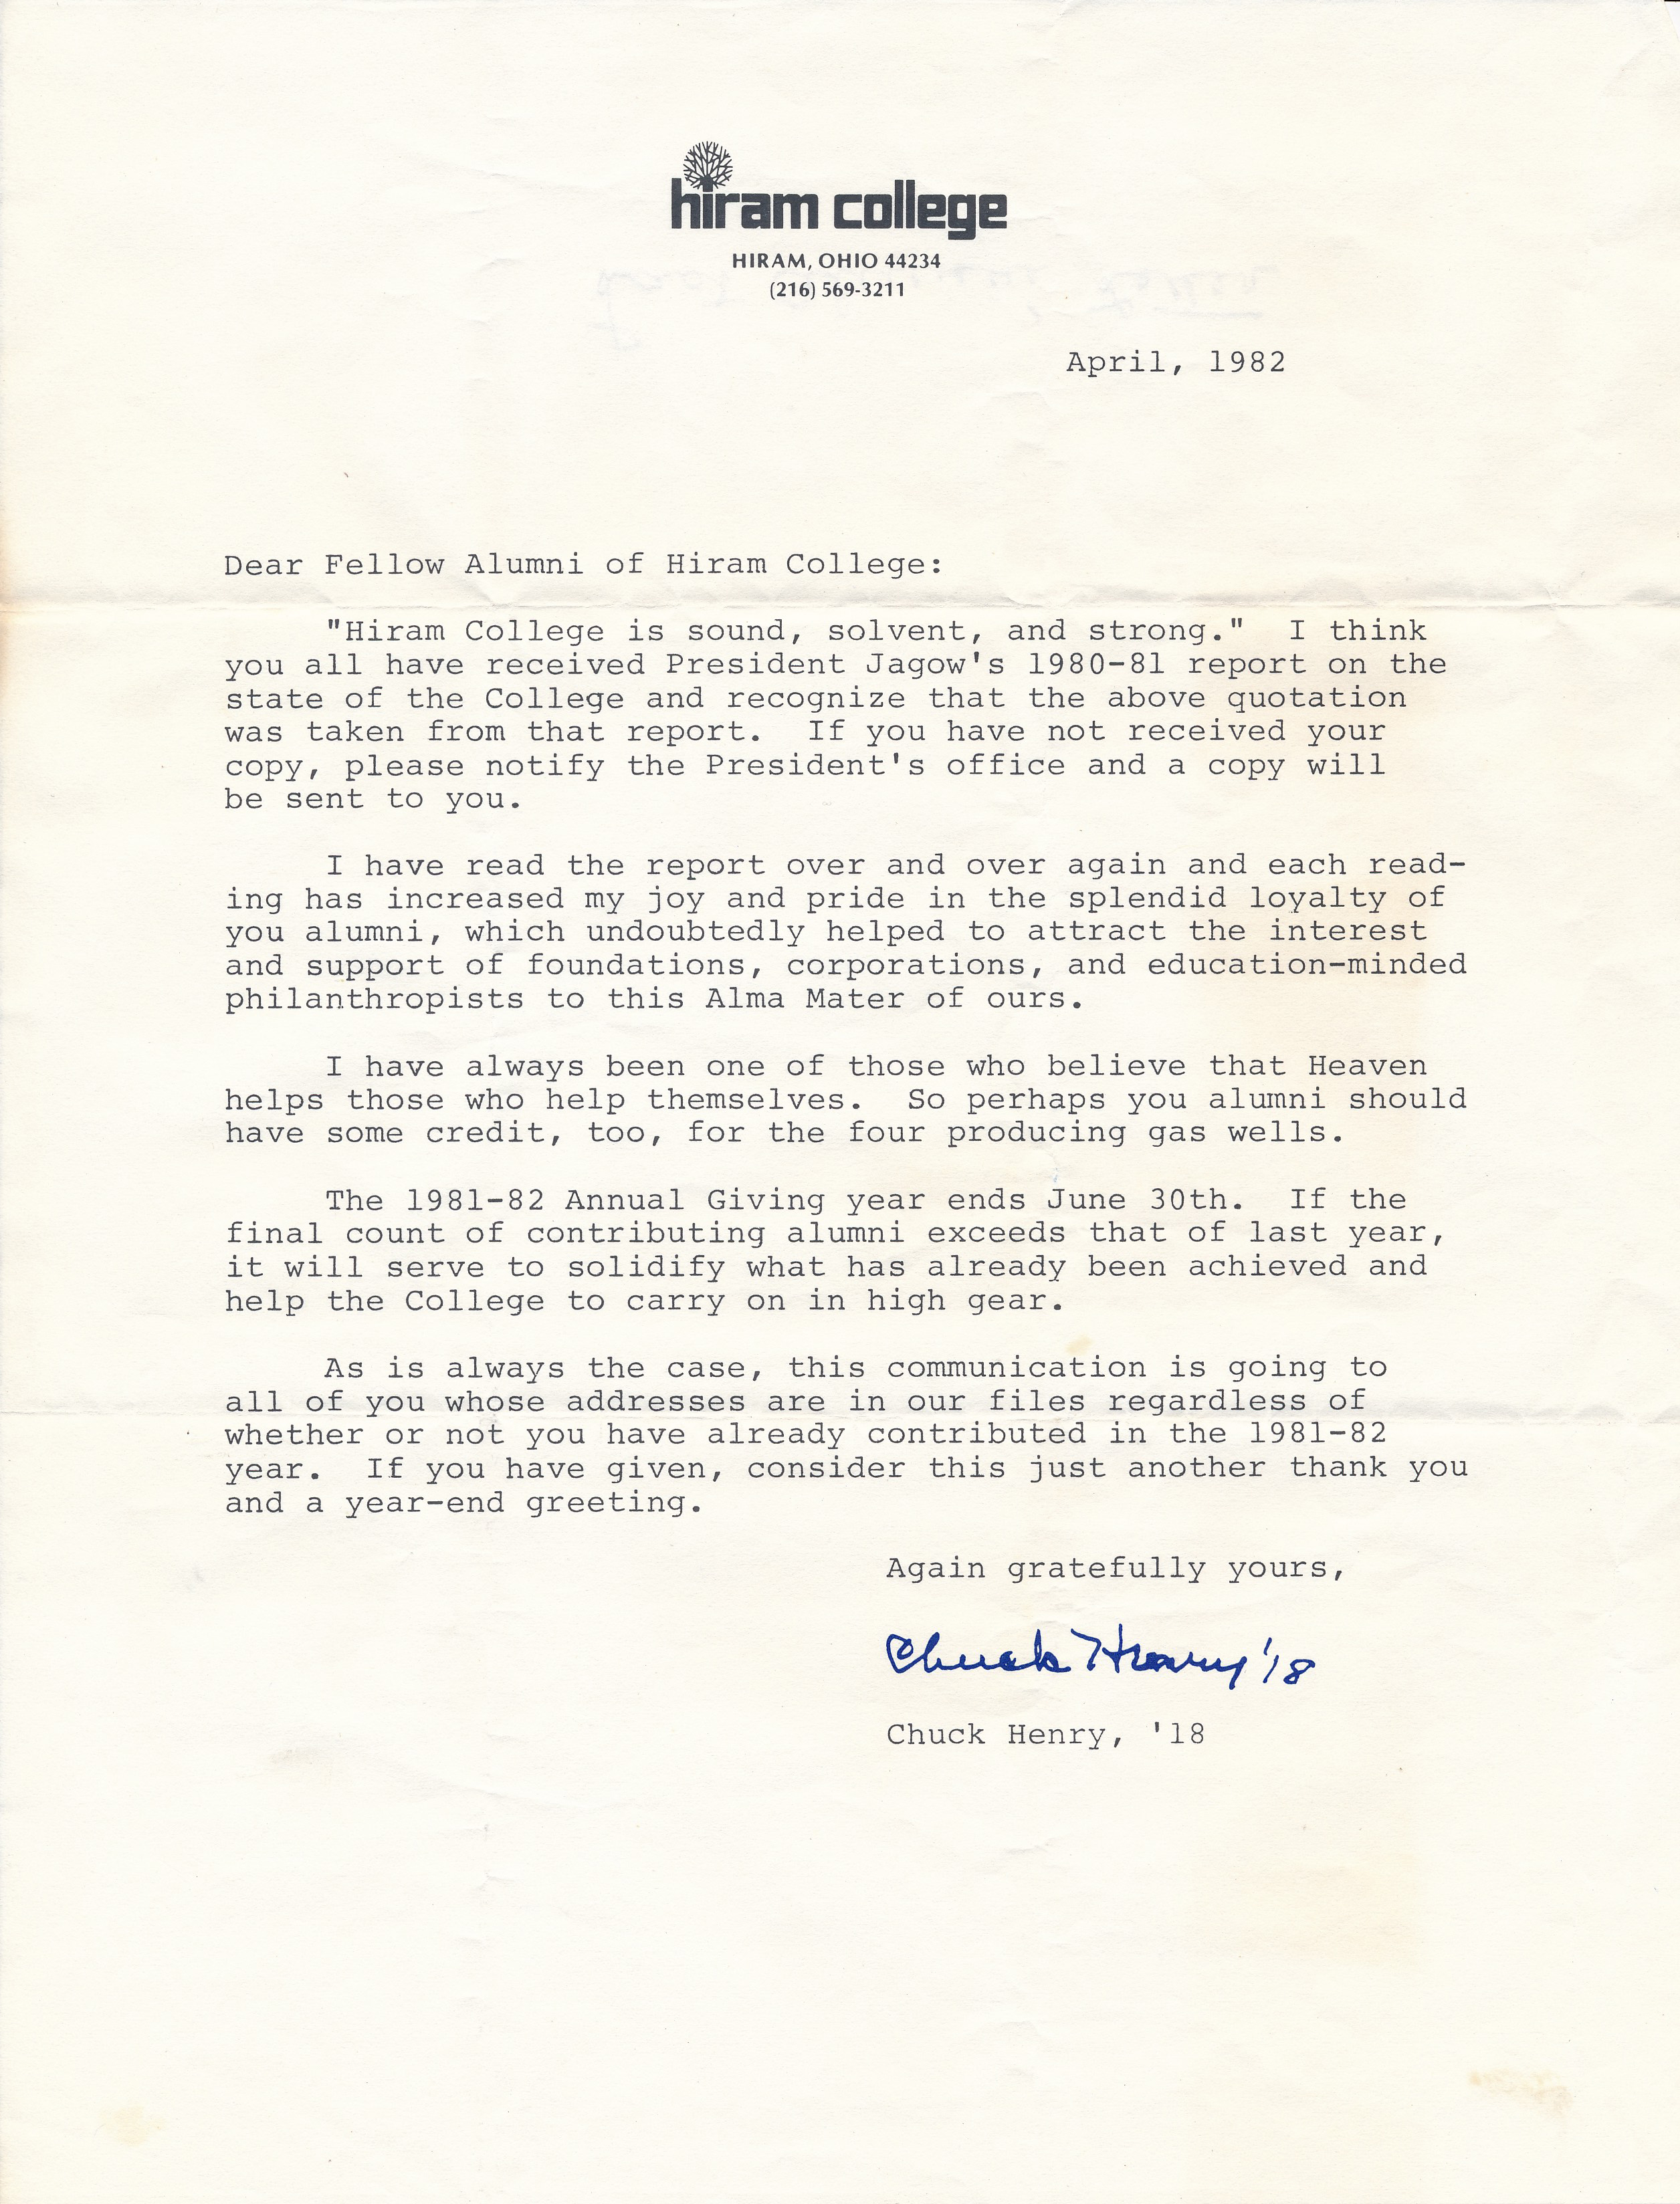 hiram college
HIRAM, OHIO 44234
(216) 569-3211
April, 1982
Dear Fellow Alumni of Hiram College:
"Hiram College is sound, solvent, and strong."  I think
you all have received President Jagow's 1980-81 report on the
state of the College and recognize that the above quotation
was taken from that report.  If you have not received your
copy, please notify the President's office and a copy will
be sent to you.
I have read the report over and over again and each read-
ing has increased my joy and pride in the splendid loyalty of
you alumni, which undoubtedly helped to attract the interest
and support of foundations, corporations, and education-minded
philanthropists to this Alma Mater of ours.
I have always been one of those who believe that Heaven
helps those who help themselves.  So perhaps you alumni should
have some credit, too, for the four producing gas wells.
The 1981-82 Annual Giving year ends June 30th.  If the
final count of contributing alumni exceeds that of last year,
it will serve to solidify what has already been achieved and
help the College to carry on in high gear.
As is always the case, this communication is going to
all of you whose addresses are in our files regardless of
whether or not you have already contributed in the 1981-82
year.  If you have given, consider this just another thank you
and a year-end greeting.
Again gratefully yours,
Chuck Henry '18
Chuck Henry, '18